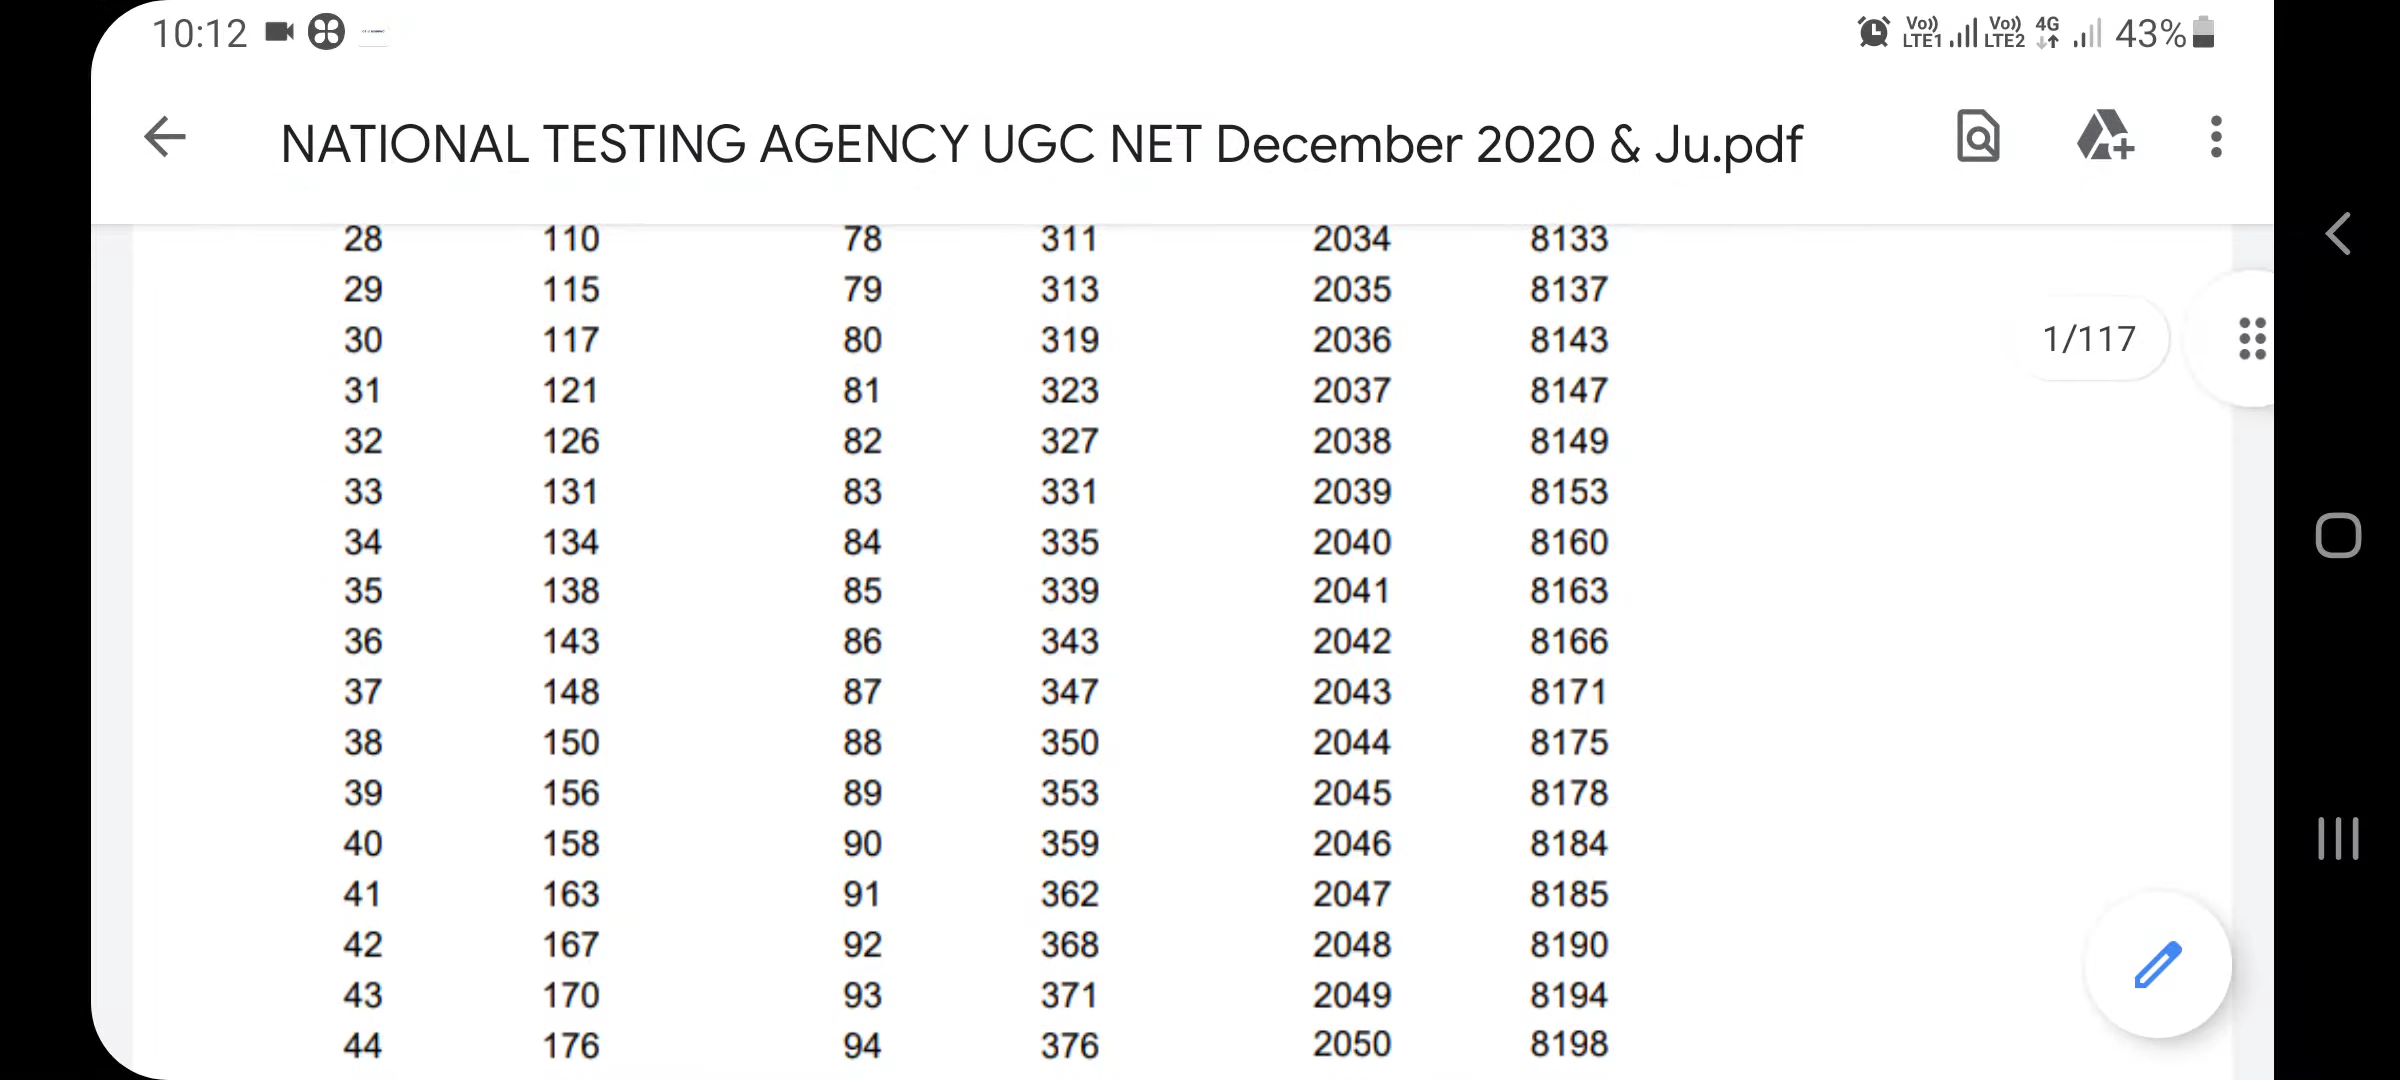 10:12 Vo)) LTE1 Vo)) LTE2 4G 43%
NATIONAL TESTING AGENCY UGC NET December 2020 & Ju.pdf
28 110 78 311 2034 8133
29 115 79 313 2035 8137
30 117 80 319 2036 8143
1/117
31 121 81 323 2037 8147
32 126 82 327 2038 8149
33 131 83 331 2039 8153
34 134 84 335 2040 8160
35 138 85 339 2041 8163
36 143 86 343 2042 8166
37 148 87 347 2043 8171
38 150 88 350 2044 8175
39 156 89 353 2045 8178
40 158 90 359 2046 8184
41 163 91 362 2047 8185
42 167 92 368 2048 8190
43 170 93 371 2049 8194
44 176 94 376 2050 8198